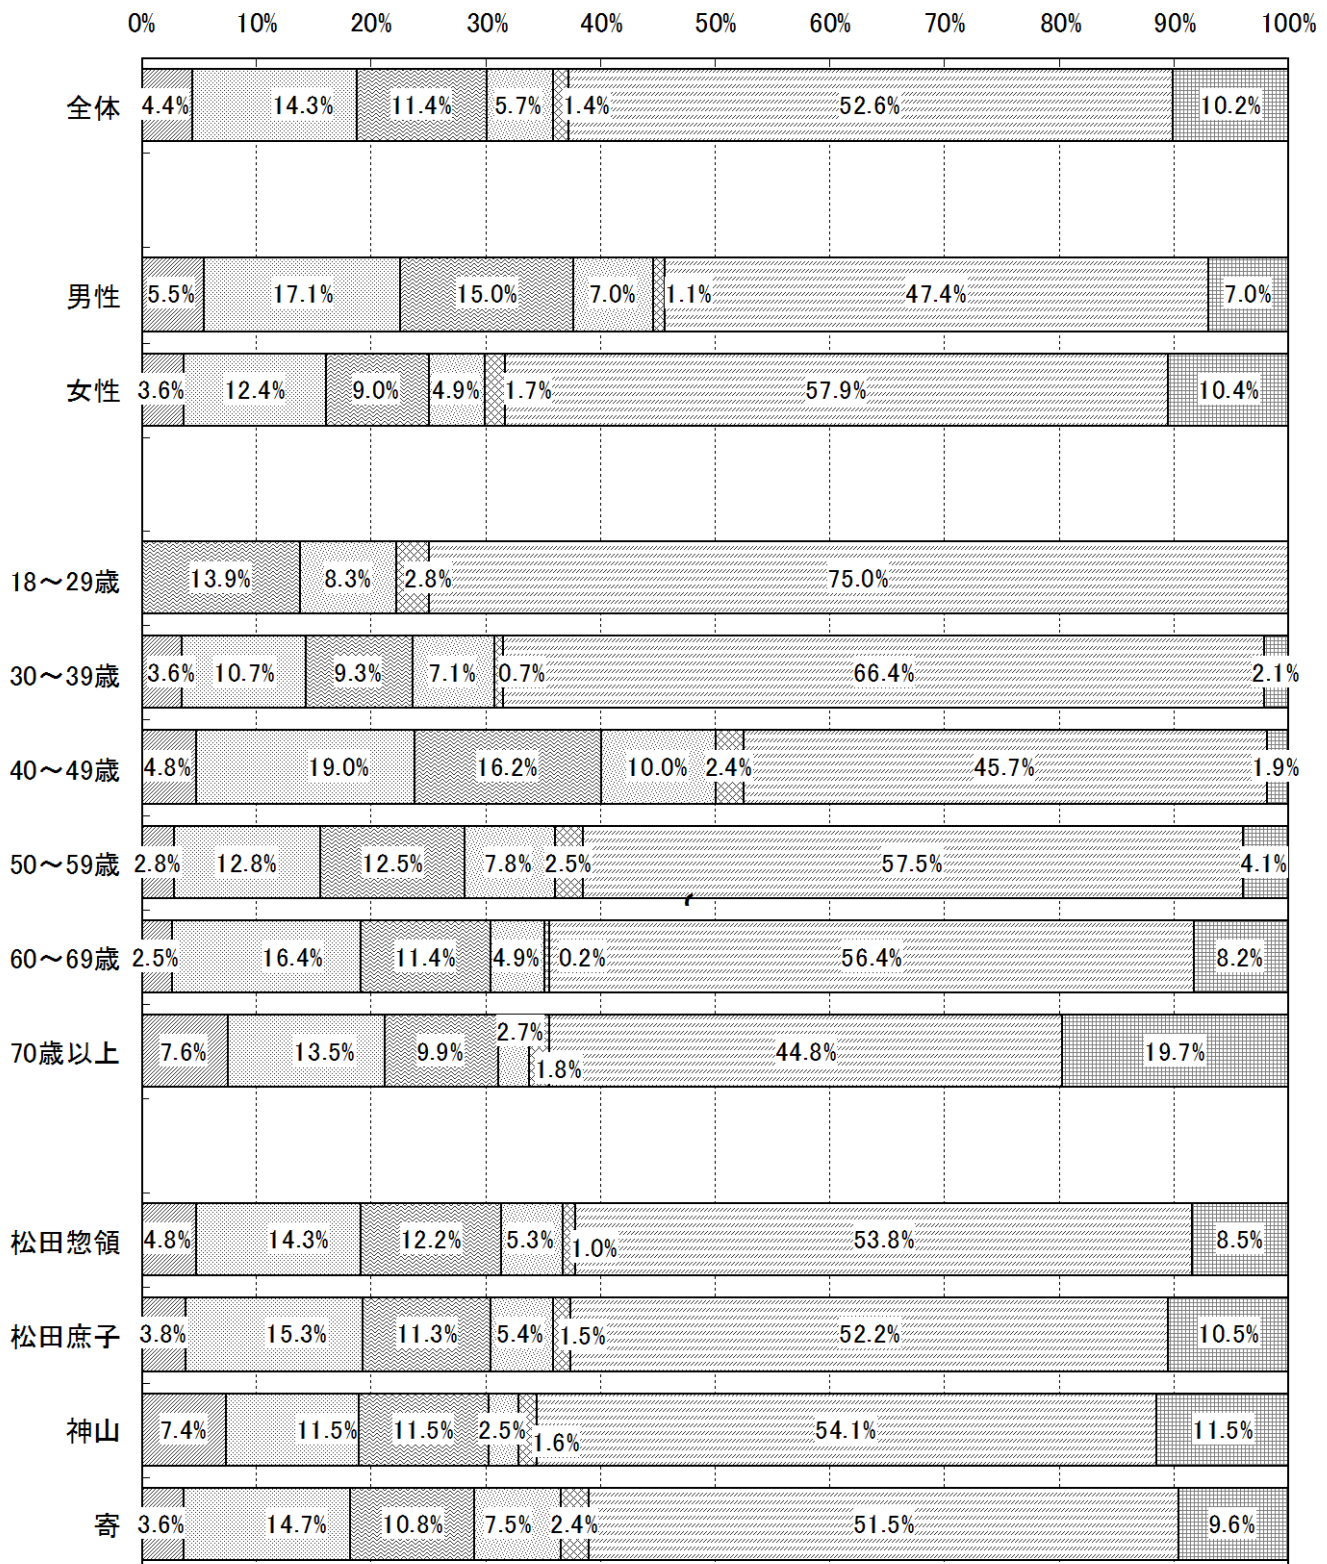 0% 10% 20% 30% 40% 50% 60% 70% 80% 90% 100%
全体 4.4% 14.3% 11.4% 5.7% 1.4% 52.6% 10.2%
男性 5.5% 17.1% 15.0% 7.0% 1.1% 47.4% 7.0%
女性 3.6% 12.4% 9.0% 4.9% 1.7% 57.9% 10.4%
18～29歳 13.9% 8.3% 2.8% 75.0%
30～39歳 3.6% 10.7% 9.3% 7.1% 0.7% 66.4% 2.1%
40～49歳 4.8% 19.0% 16.2% 10.0% 2.4% 45.7% 1.9%
50～59歳 2.8% 12.8% 12.5% 7.8% 2.5% 57.5% 4.1%
60～69歳 2.5% 16.4% 11.4% 4.9% 0.2% 56.4% 8.2%
70歳以上 7.6% 13.5% 9.9% 2.7% 1.8% 44.8% 19.7%
松田惣領 4.8% 14.3% 12.2% 5.3% 1.0% 53.8% 8.5%
松田庶子 3.8% 15.3% 11.3% 5.4% 1.5% 52.2% 10.5%
神山 7.4% 11.5% 11.5% 2.5% 1.6% 54.1% 11.5%
寄 3.6% 14.7% 10.8% 7.5% 2.4% 51.5% 9.6%